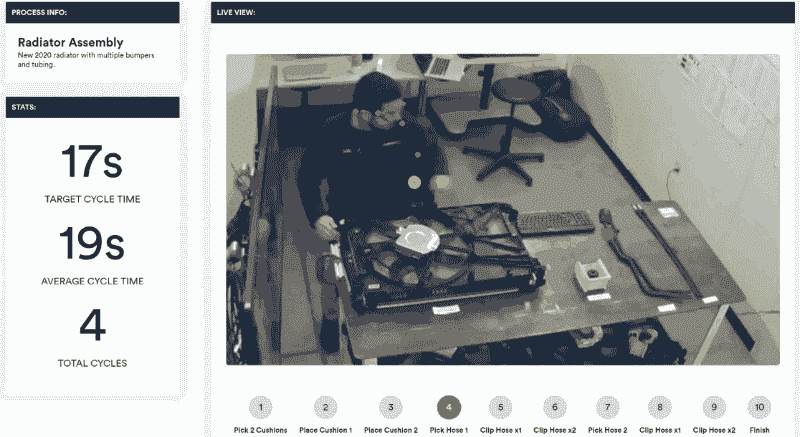 PROCESS INFO:
Radiator Assembly
New 2020 radiator with multiple bumpers
and tubing.
STATS:
17s
TARGET CYCLE TIME
19s
AVERAGE CYCLE TIME
4
TOTAL CYCLES
LIVE VIEW:
1 2 3 4 5 6 7 8 9 10
Pick 2 Cushions Place Cushion 1 Place Cushion 2 Pick Hose 1 Clip Hose x1 Clip Hose x2 Pick Hose 2 Clip Hose x1 Clip Hose x2 Finish